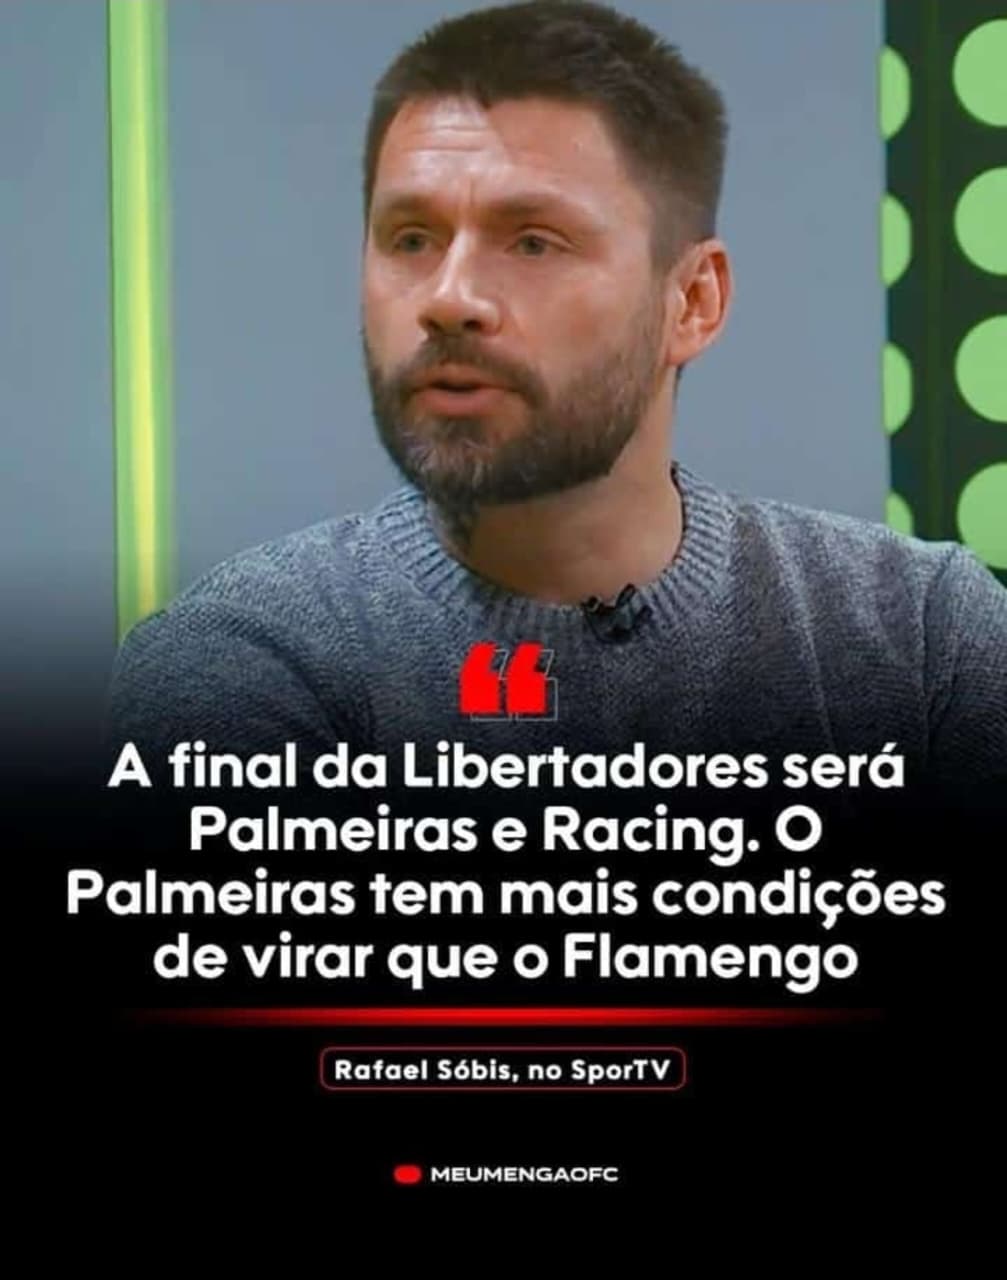 A final da Libertadores será
Palmeiras e Racing. O
Palmeiras tem mais condições
de virar que o Flamengo
Rafael Sóbis, no SporTV
MEUMENGAOFC